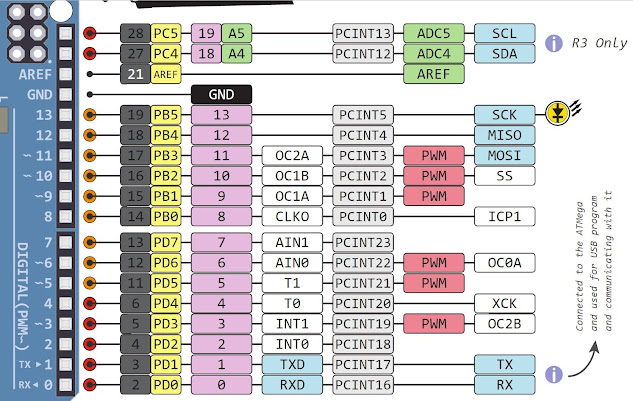 28 PC5 19 A5 PCINT13 ADC5 SCL R3 Only
27 PC4 18 A4 PCINT12 ADC4 SDA
AREF 21 AREF AREF
GND GND
13 19 PB5 13 PCINT5 SCK
12 18 PB4 12 PCINT4 MISO
~ 11 17 PB3 11 OC2A PCINT3 PWM MOSI
~ 10 16 PB2 10 OC1B PCINT2 PWM SS
~9 15 PB1 9 OC1A PCINT1 PWM
8 14 PB0 8 CLKO PCINT0 ICP1
7 13 PD7 7 AIN1 PCINT23
~6 12 PD6 6 AIN0 PCINT22 PWM OC0A
~5 11 PD5 5 T1 PCINT21 PWM
4 6 PD4 4 T0 PCINT20 XCK
~3 5 PD3 3 INT1 PCINT19 PWM OC2B
2 4 PD2 2 INT0 PCINT18
TX ▸ 1 3 PD1 1 TXD PCINT17 TX
RX ◂ 0 2 PD0 0 RXD PCINT16 RX
DIGITAL(PWM~)
Connected to the ATMega
and used for USB program
and communicating with it